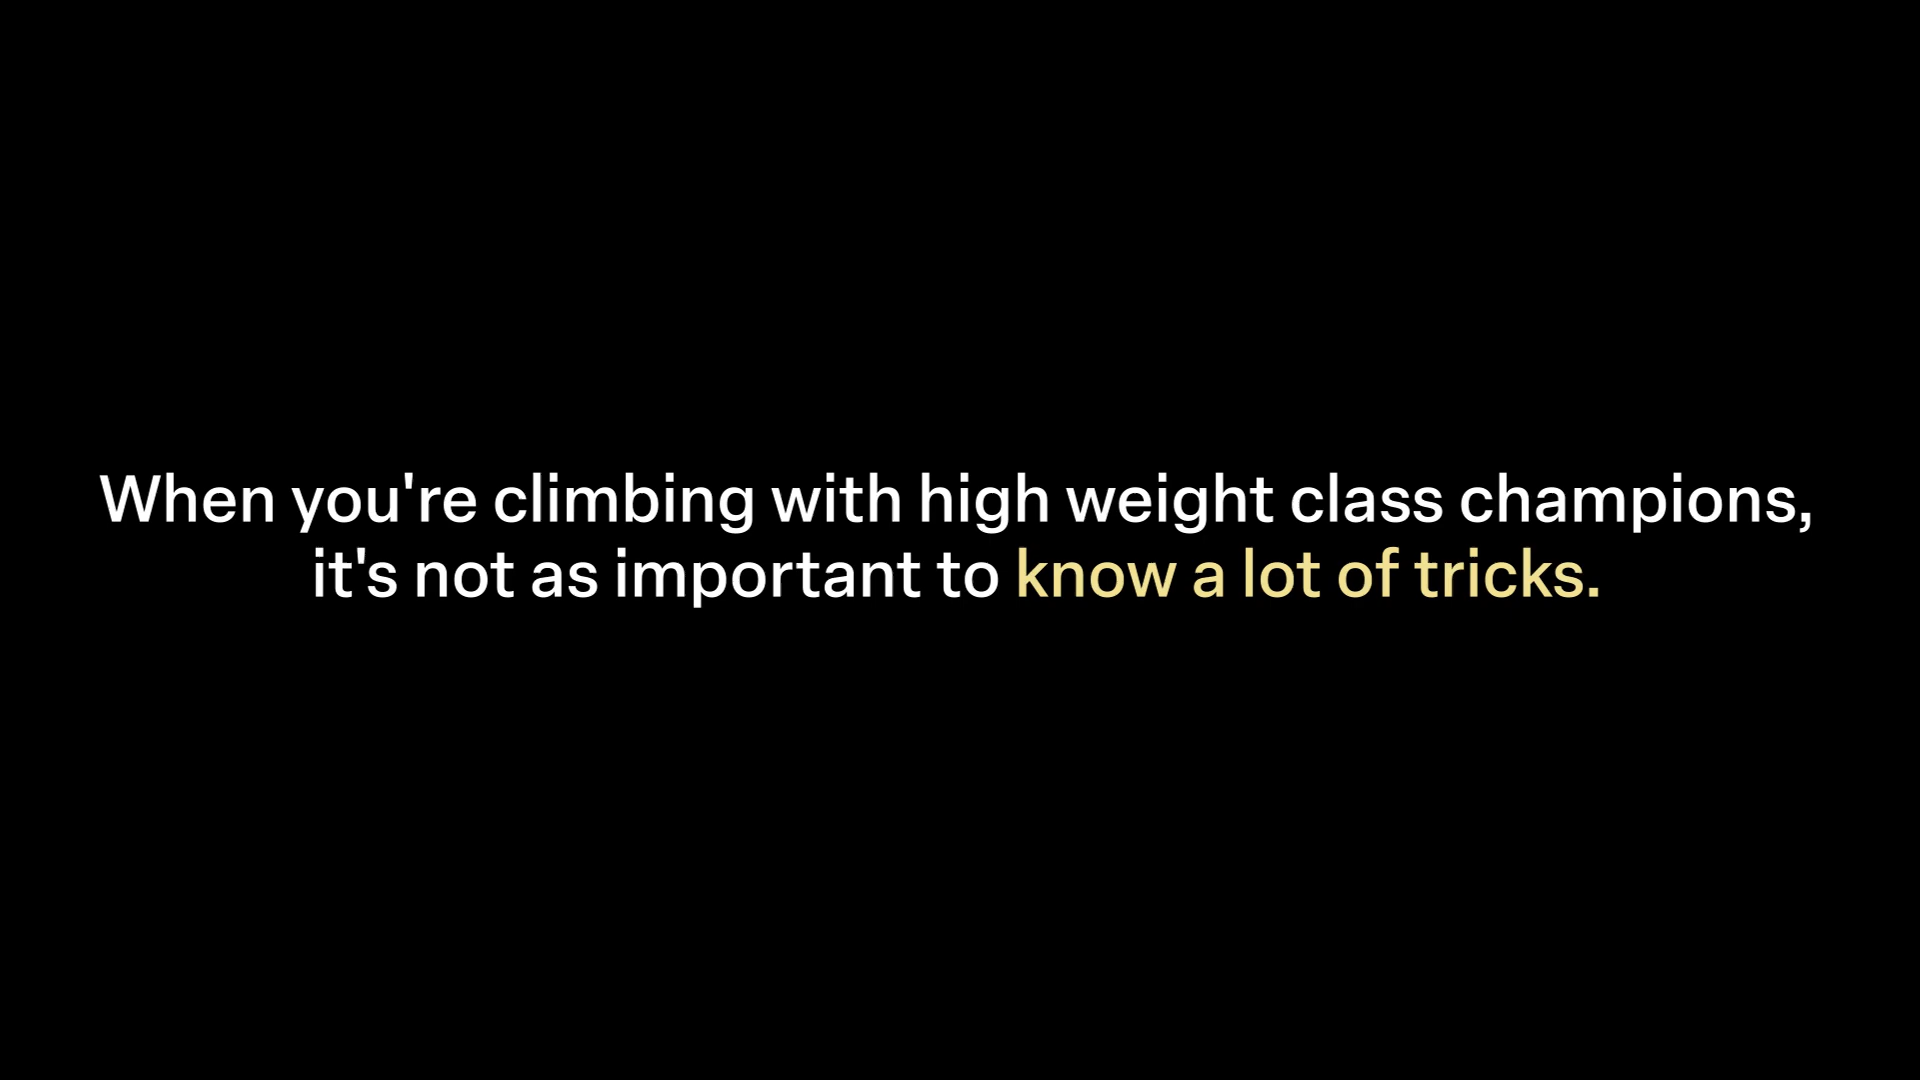 When you're climbing with high weight class champions,
it's not as important to know a lot of tricks.